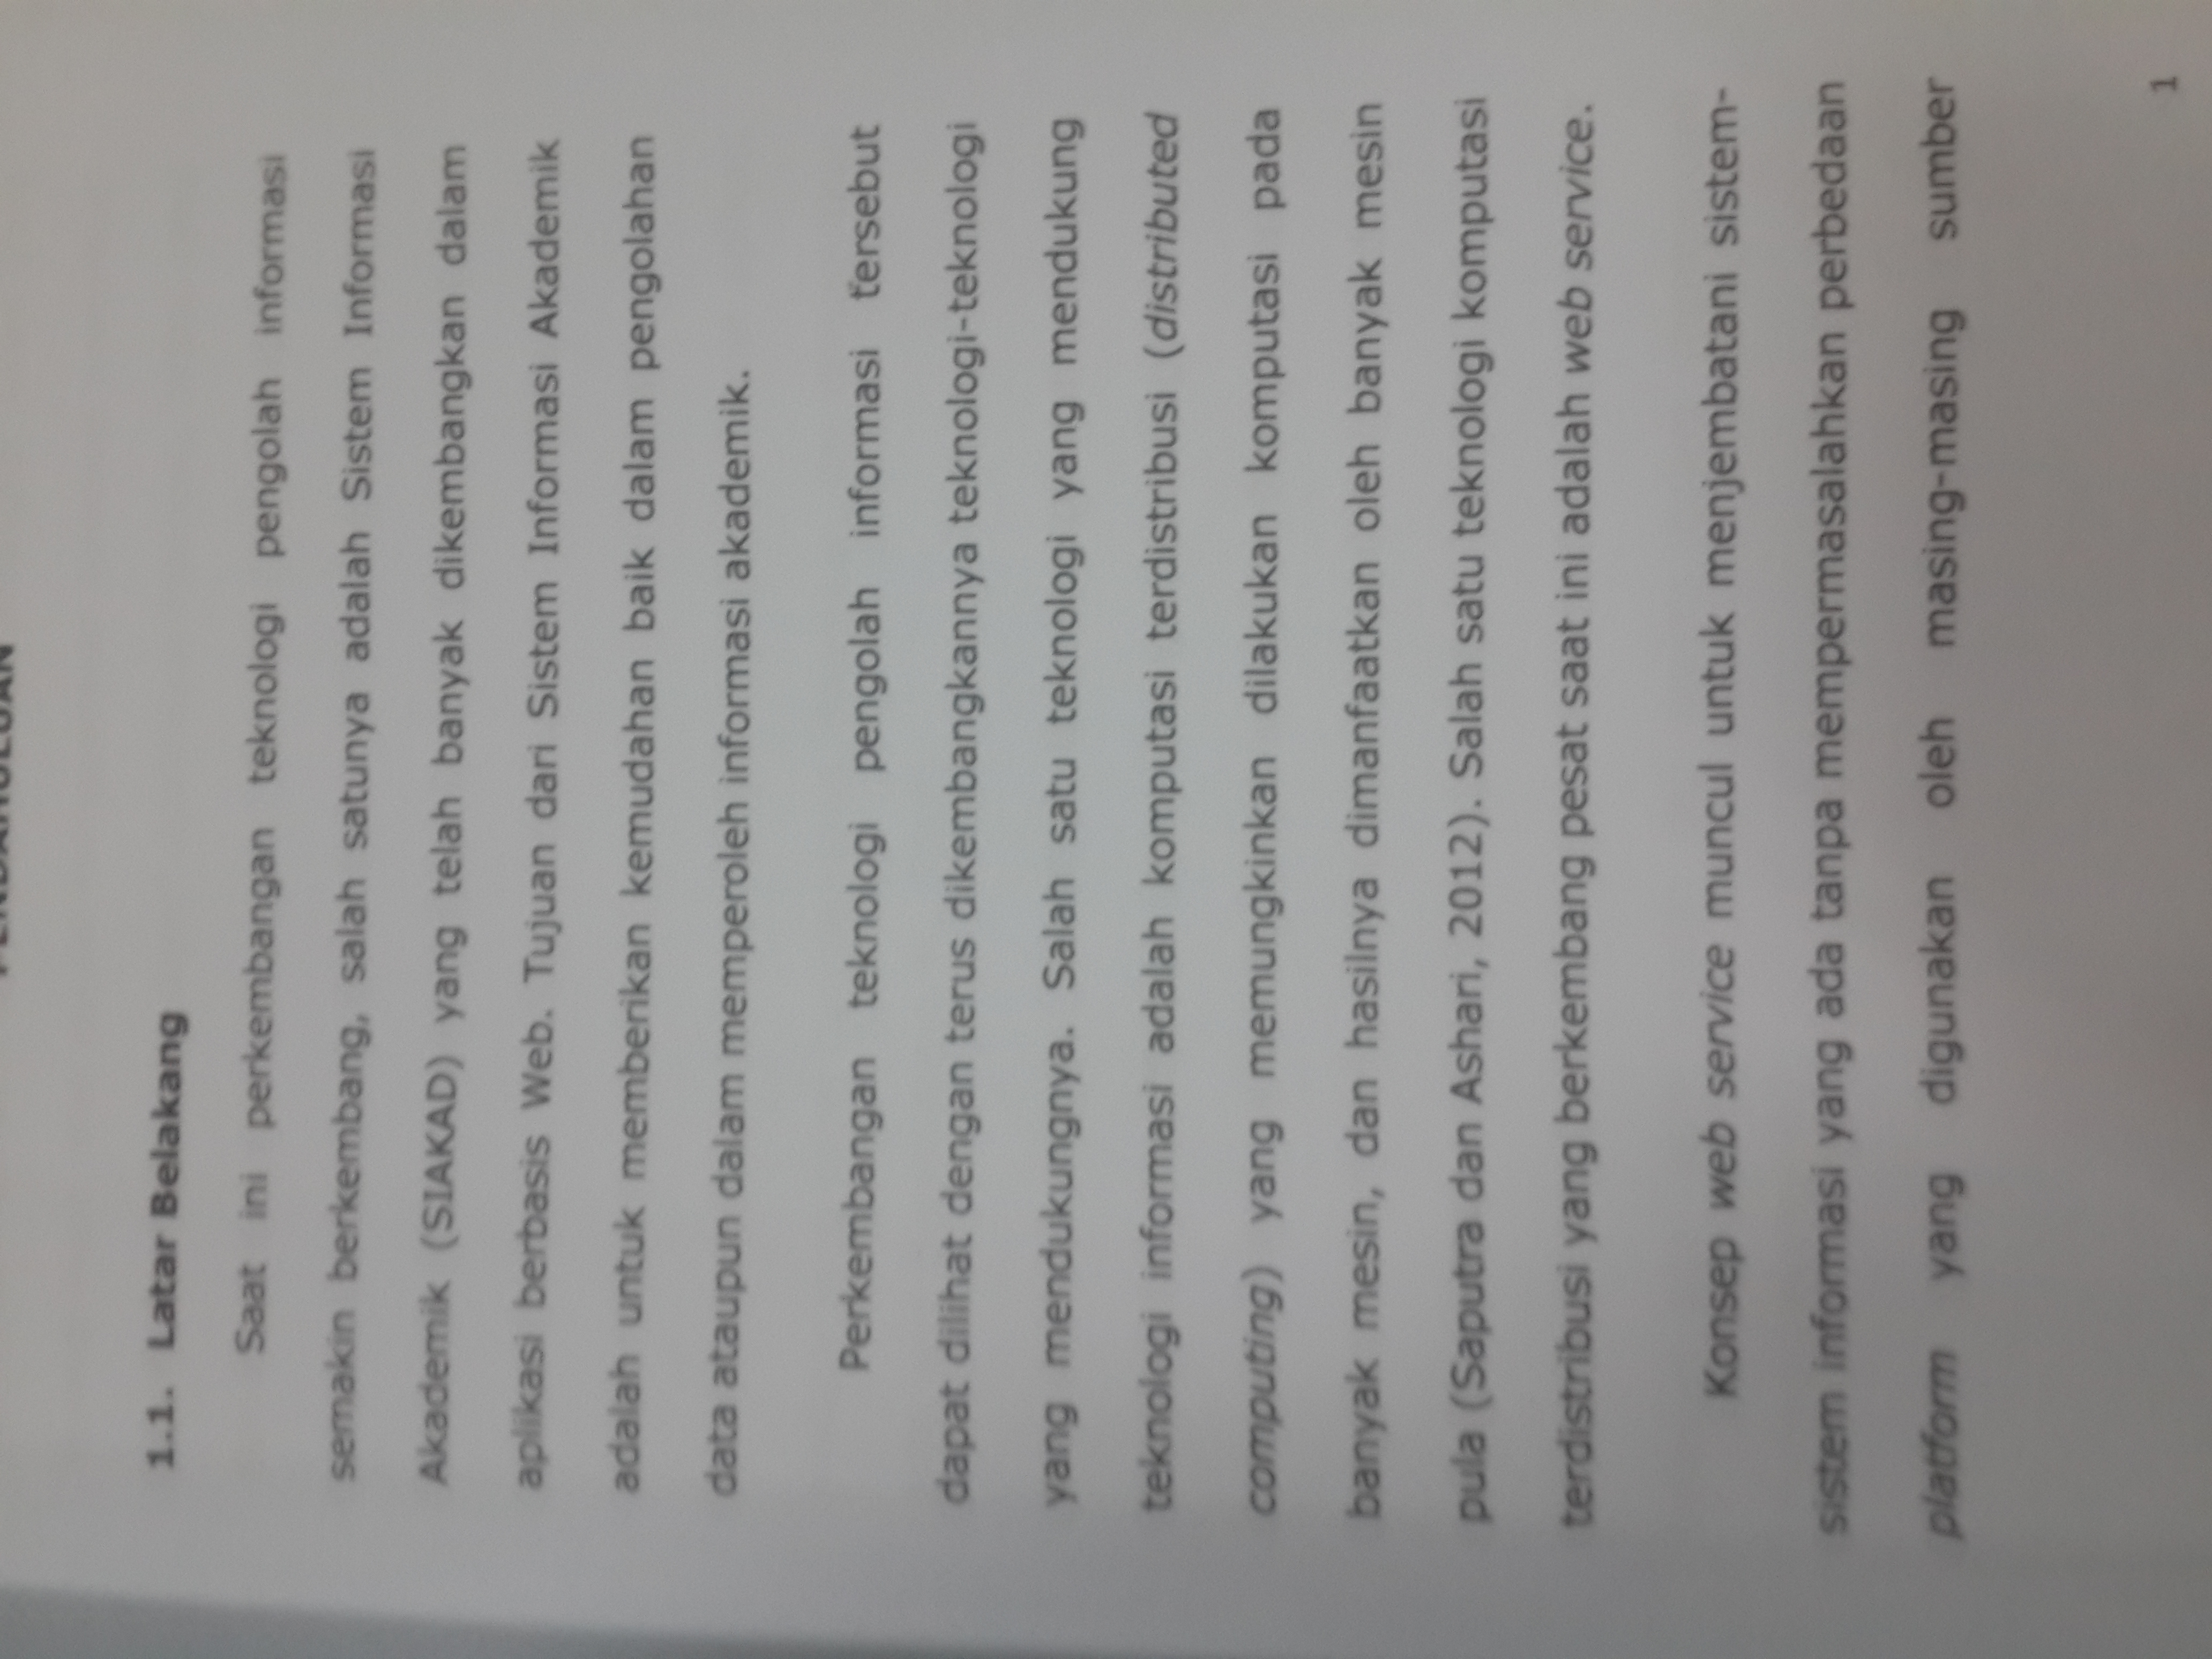 PENDAHULUAN
1.1. Latar Belakang
Saat ini perkembangan teknologi pengolah informasi
semakin berkembang, salah satunya adalah Sistem Informasi
Akademik (SIAKAD) yang telah banyak dikembangkan dalam
aplikasi berbasis Web. Tujuan dari Sistem Informasi Akademik
adalah untuk memberikan kemudahan baik dalam pengolahan
data ataupun dalam memperoleh informasi akademik.
Perkembangan teknologi pengolah informasi tersebut
dapat dilihat dengan terus dikembangkannya teknologi-teknologi
yang mendukungnya. Salah satu teknologi yang mendukung
teknologi informasi adalah komputasi terdistribusi (distributed
computing) yang memungkinkan dilakukan komputasi pada
banyak mesin, dan hasilnya dimanfaatkan oleh banyak mesin
pula (Saputra dan Ashari, 2012). Salah satu teknologi komputasi
terdistribusi yang berkembang pesat saat ini adalah web service.
Konsep web service muncul untuk menjembatani sistem-
sistem informasi yang ada tanpa mempermasalahkan perbedaan
platform yang digunakan oleh masing-masing sumber
1